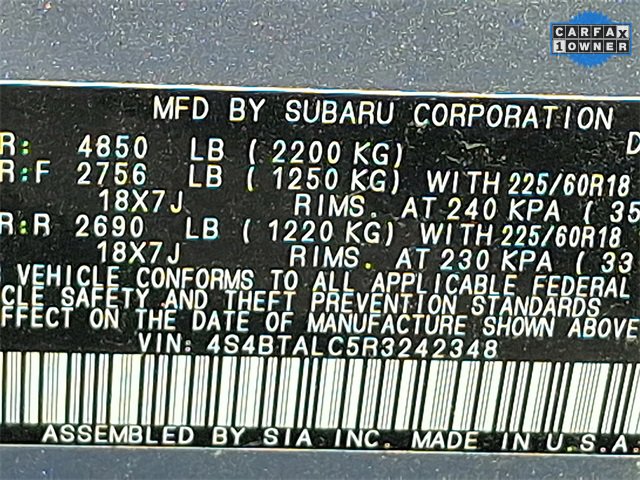 CARFAX
1 OWNER
MFD BY SUBARU CORPORATION D
R: 4850 LB ( 2200 KG)
R:F 2756 LB ( 1250 KG) WITH 225/60R18
18X7J RIMS. AT 240 KPA ( 35
R:R 2690 LB ( 1220 KG) WITH 225/60R18
18X7J RIMS. AT 230 KPA ( 33
VEHICLE CONFORMS TO ALL APPLICABLE FEDERAL
CLE SAFETY AND THEFT PREVENTION STANDARDS
EFFECT ON THE DATE OF MANUFACTURE SHOWN ABOVE
VIN: 4S4BTALC5R3242348
ASSEMBLED BY SIA INC. MADE IN U.S.A.